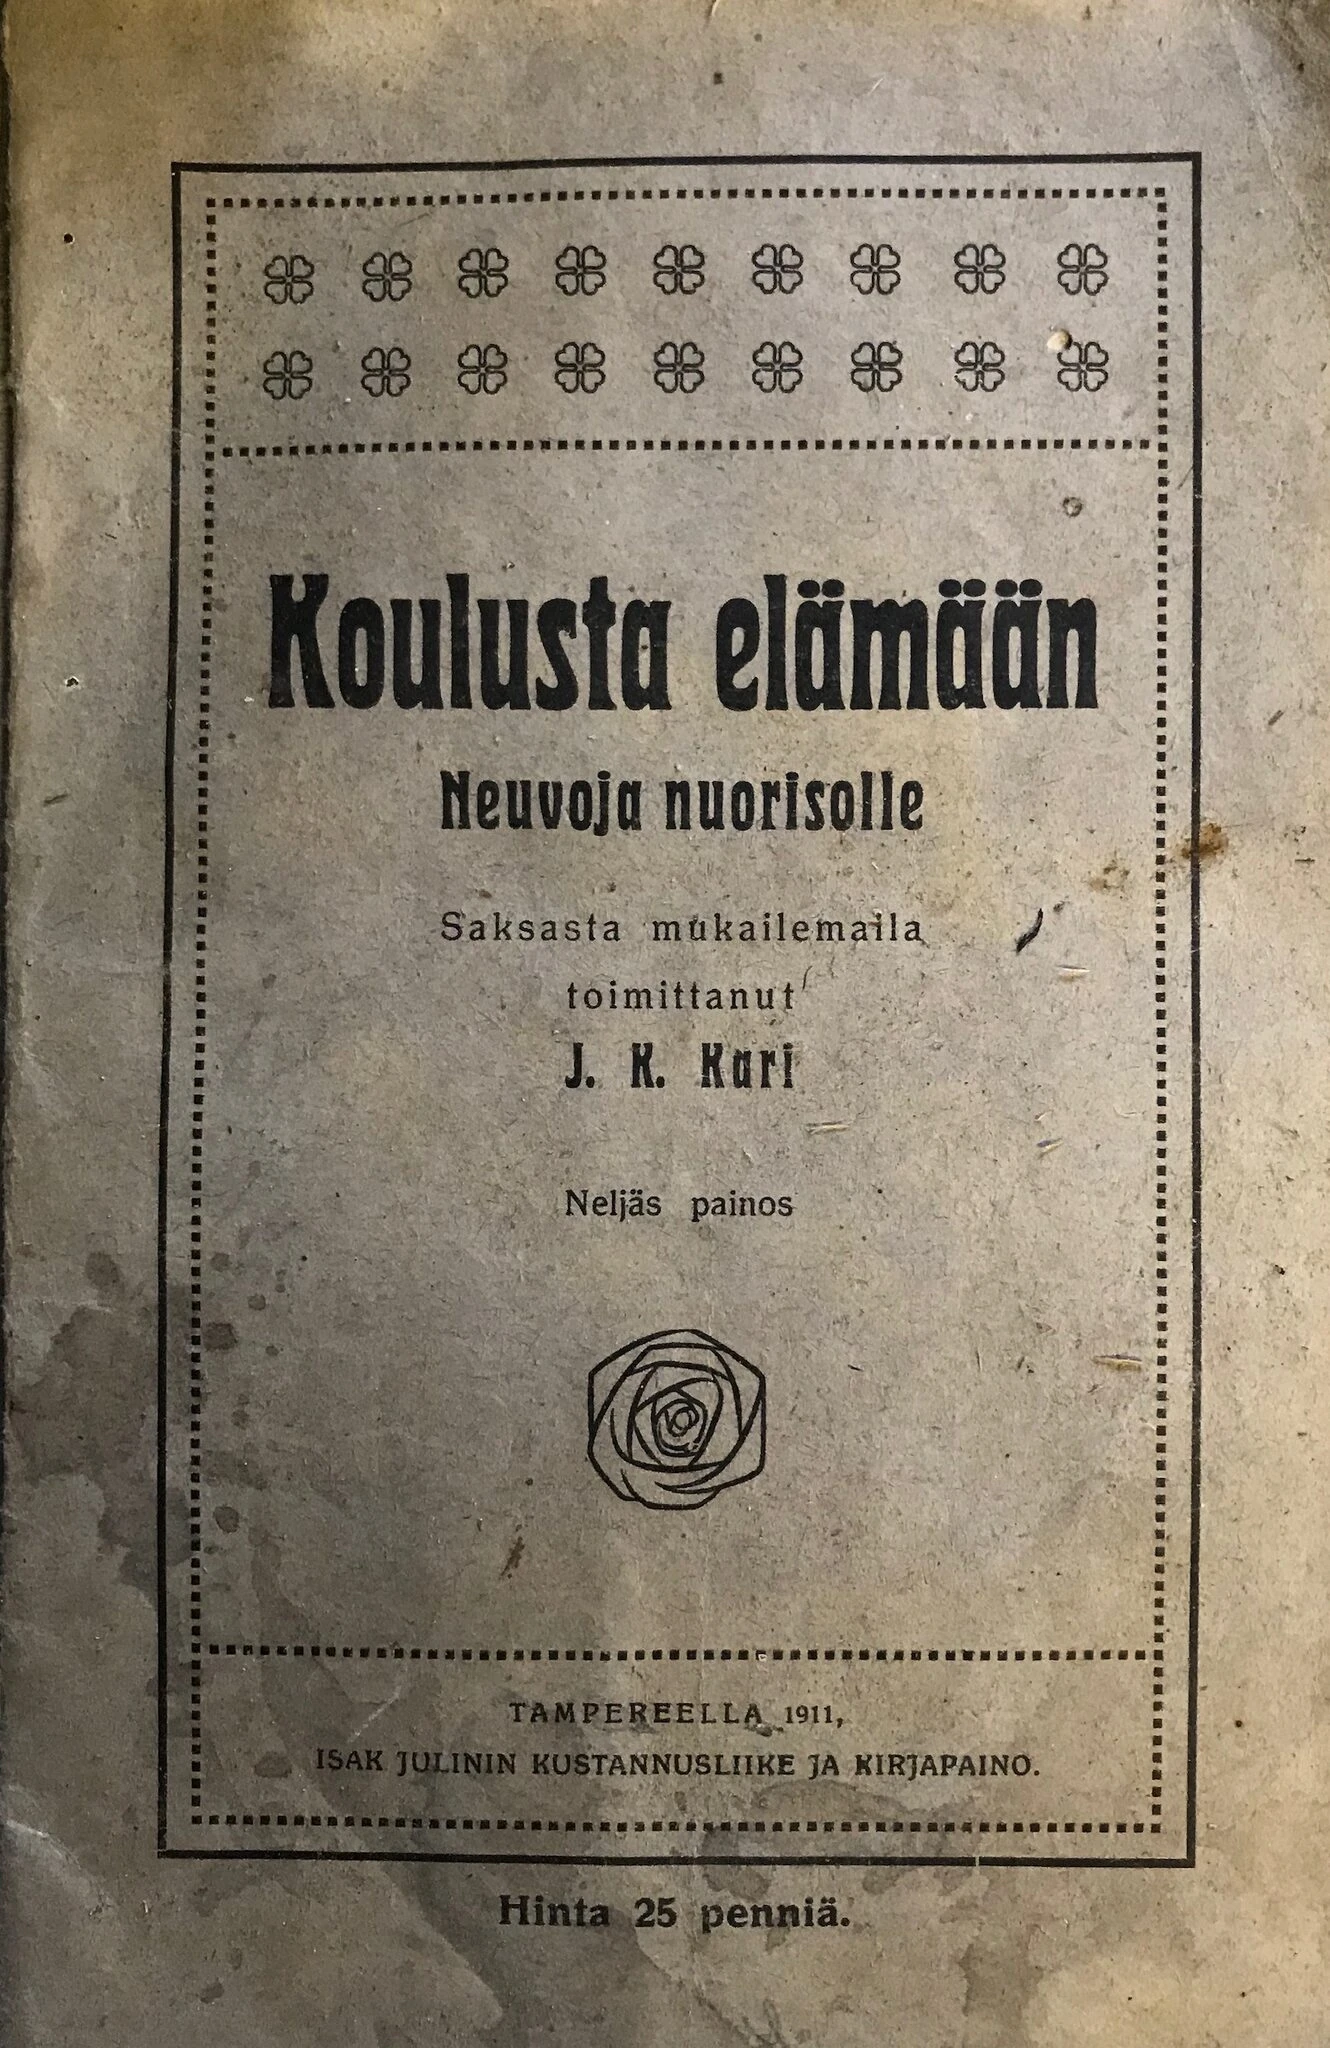 Koulusta elämään
Neuvoja nuorisolle
Saksasta mukailemalla
toimittanut
J. K. Kari
Neljäs painos
TAMPEREELLA 1911,
ISAK JULININ KUSTANNUSLIIKE JA KIRJAPAINO.
Hinta 25 penniä.